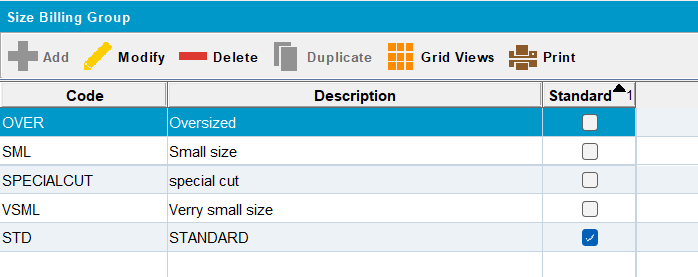 Size Billing Group
Add Modify Delete Duplicate Grid Views Print
Code Description Standard 1
OVER Oversized
SML Small size
SPECIALCUT special cut
VSML Verry small size
STD STANDARD